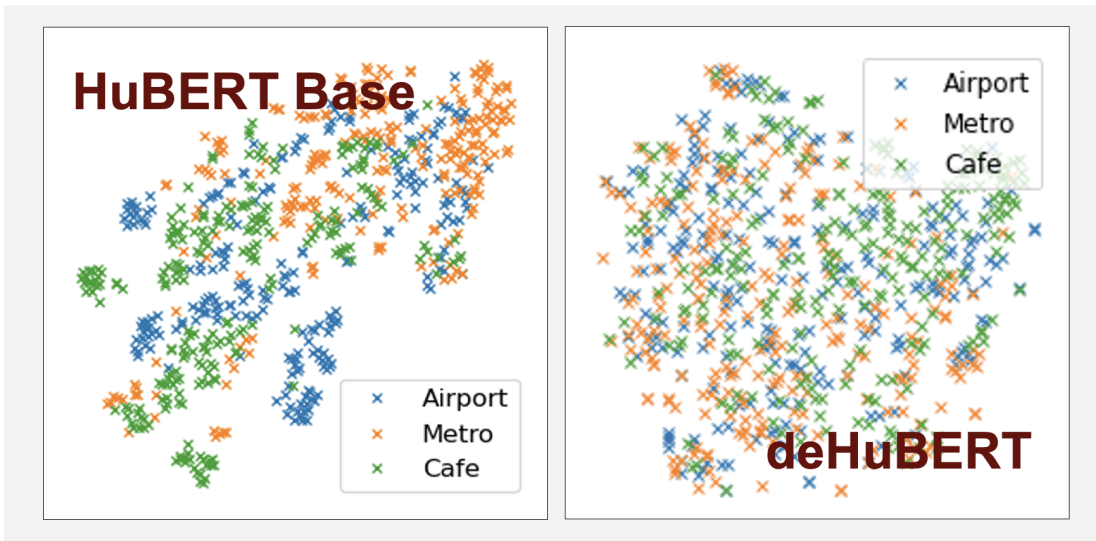 HuBERT Base
Airport
Metro
Cafe
Airport
Metro
Cafe
deHuBERT